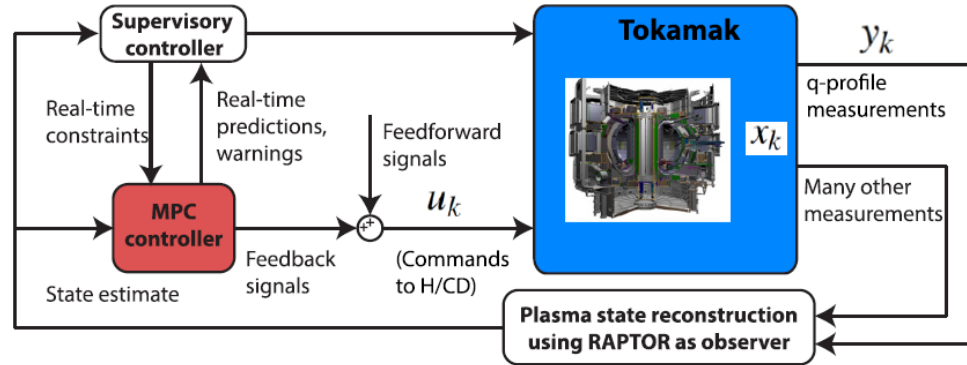 Supervisory
controller
Tokamak
y_k
q-profile
measurements
Real-time
constraints
Real-time
predictions,
warnings
Feedforward
signals
x_k
Many other
measurements
MPC
controller
++
u_k
State estimate
Feedback
signals
(Commands
to H/CD)
Plasma state reconstruction
using RAPTOR as observer